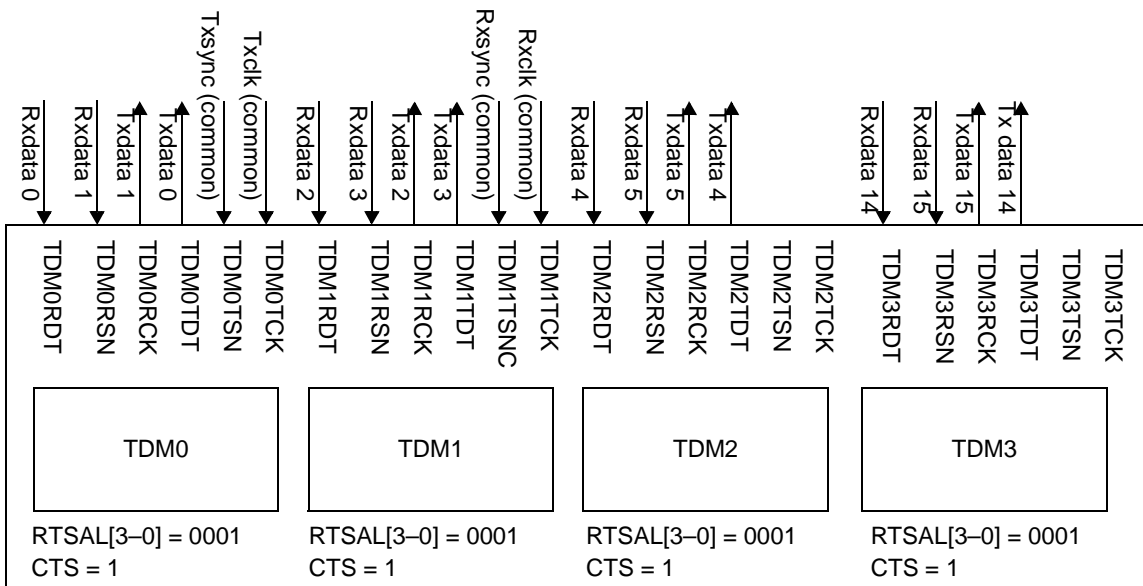 Rxdata 0
Rxdata 1
Txdata 1
Txdata 0
Txsync (common)
Txclk (common)
Rxdata 2
Rxdata 3
Txdata 2
Txdata 3
Rxsync (common)
Rxclk (common)
Rxdata 4
Rxdata 5
Txdata 5
Txdata 4
Rxdata 14
Rxdata 15
Txdata 15
Tx data 14
TDM0RDT
TDM0RSN
TDM0RCK
TDM0TDT
TDM0TSN
TDM0TCK
TDM1RDT
TDM1RSN
TDM1RCK
TDM1TDT
TDM1TSNC
TDM1TCK
TDM2RDT
TDM2RSN
TDM2RCK
TDM2TDT
TDM2TSN
TDM2TCK
TDM3RDT
TDM3RSN
TDM3RCK
TDM3TDT
TDM3TSN
TDM3TCK
TDM0
TDM1
TDM2
TDM3
RTSAL[3–0] = 0001
CTS = 1
RTSAL[3–0] = 0001
CTS = 1
RTSAL[3–0] = 0001
CTS = 1
RTSAL[3–0] = 0001
CTS = 1